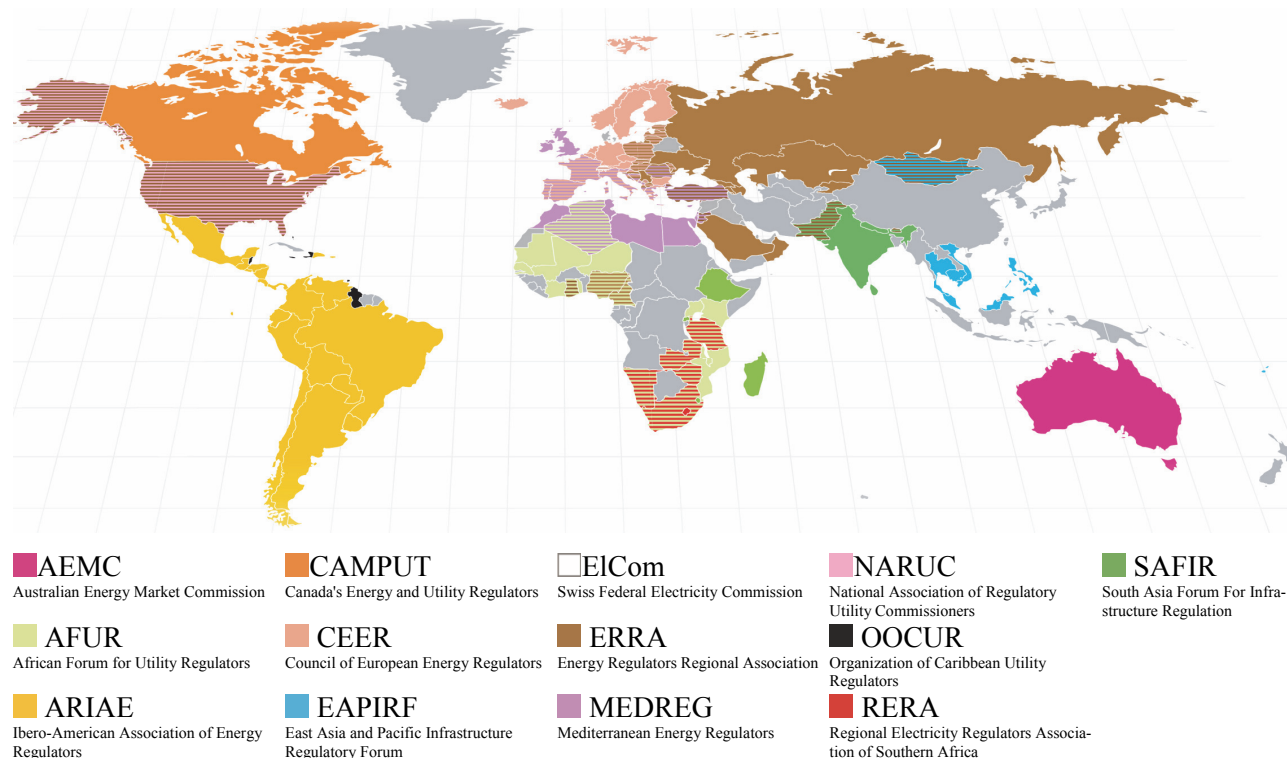 AEMC
Australian Energy Market Commission
CAMPUT
Canada's Energy and Utility Regulators
ElCom
Swiss Federal Electricity Commission
NARUC
National Association of Regulatory
Utility Commissioners
SAFIR
South Asia Forum For Infra-
structure Regulation
AFUR
African Forum for Utility Regulators
CEER
Council of European Energy Regulators
ERRA
Energy Regulators Regional Association
OOCUR
Organization of Caribbean Utility
Regulators
ARIAE
Ibero-American Association of Energy
Regulators
EAPIRF
East Asia and Pacific Infrastructure
Regulatory Forum
MEDREG
Mediterranean Energy Regulators
RERA
Regional Electricity Regulators Associa-
tion of Southern Africa